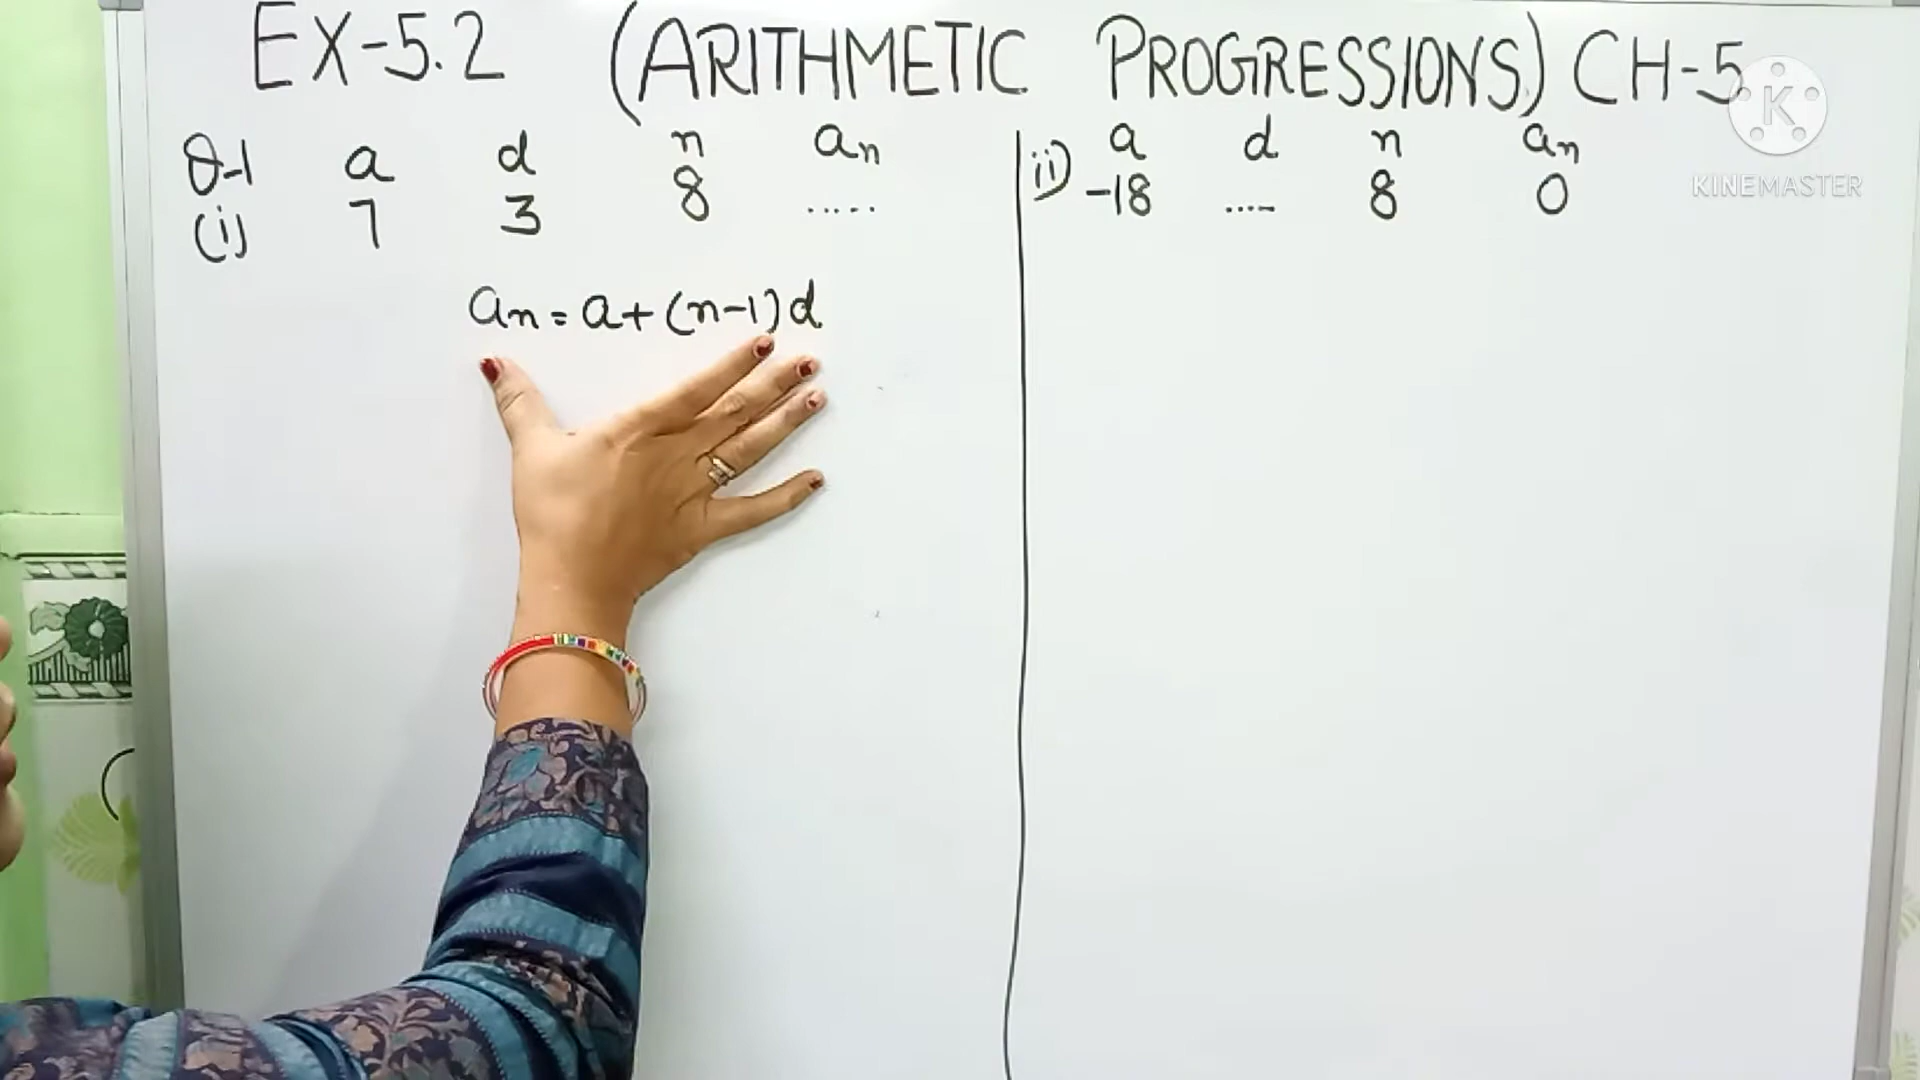 EX-5.2 (ARITHMETIC PROGRESSIONS) CH-5
Q-1 a d n an
(i) 7 3 8 .....
an = a+(n-1)d
ii) a d n an
-18 ..... 8 0
K
KINEMASTER